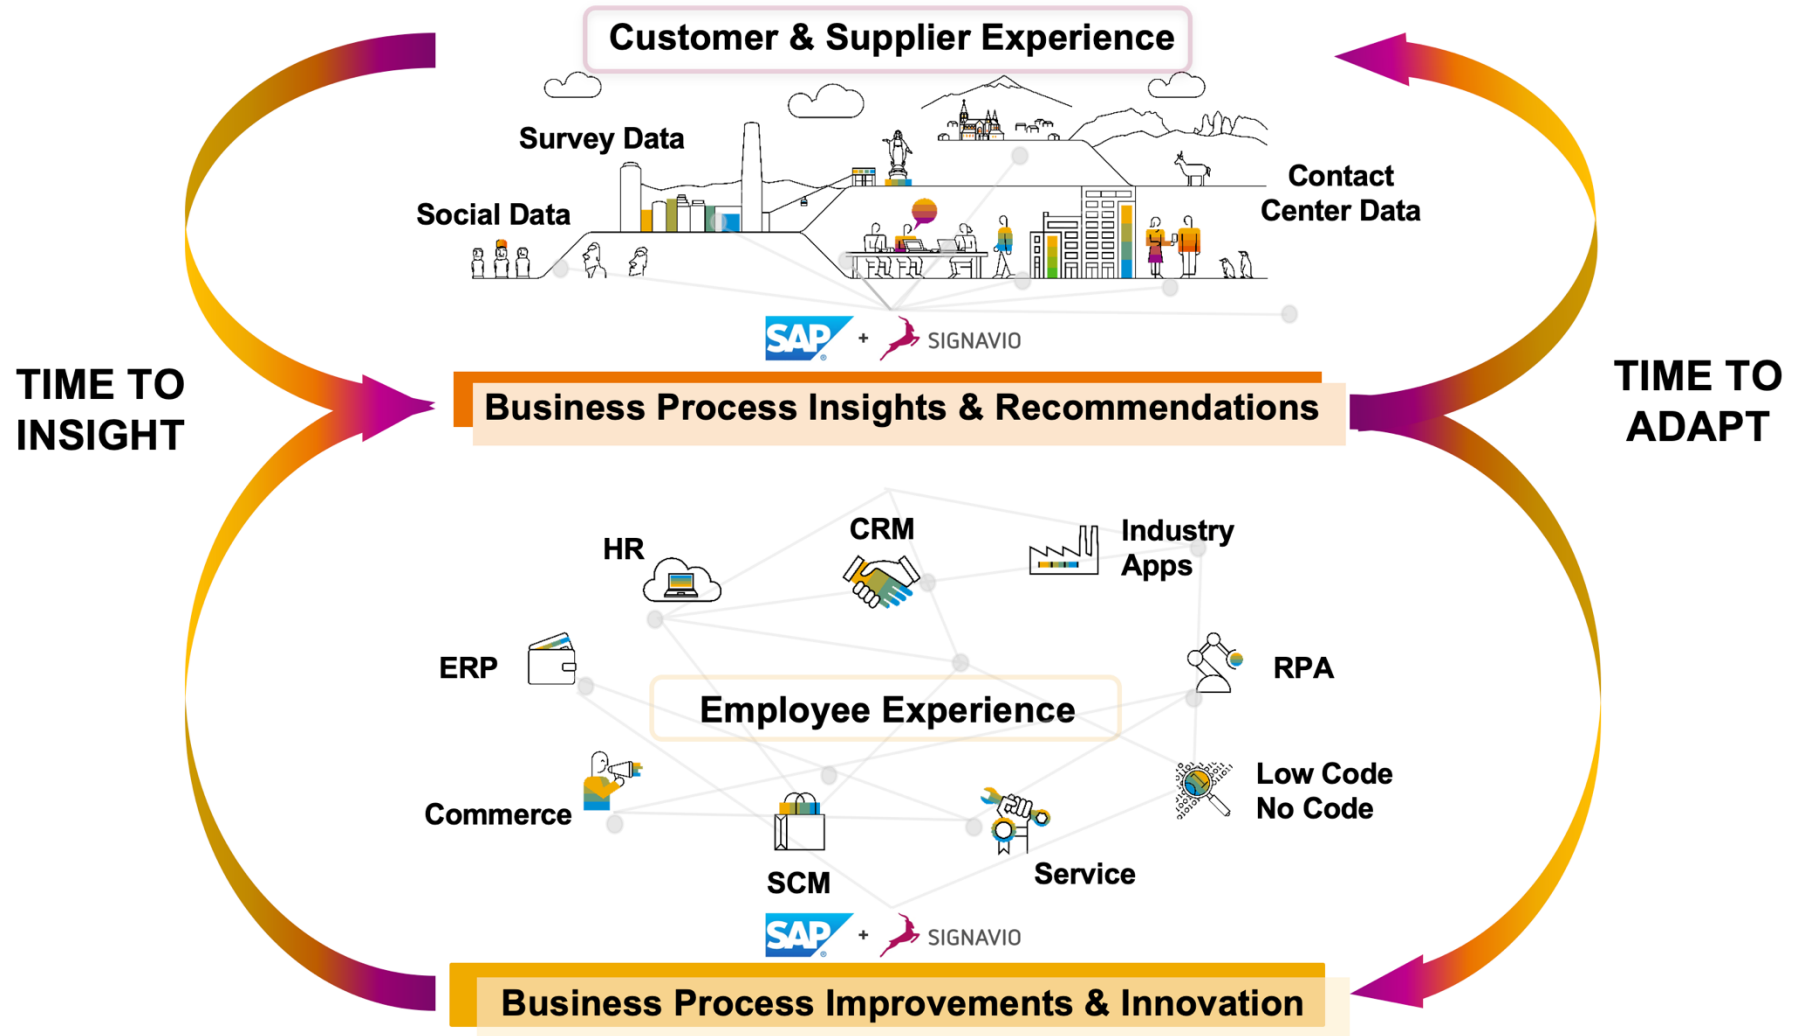 Customer & Supplier Experience
Survey Data
Social Data
Contact
Center Data
SAP + SIGNAVIO
TIME TO
INSIGHT
Business Process Insights & Recommendations
TIME TO
ADAPT
HR
CRM
Industry
Apps
ERP
RPA
Employee Experience
Commerce
Low Code
No Code
SCM
Service
SAP + SIGNAVIO
Business Process Improvements & Innovation